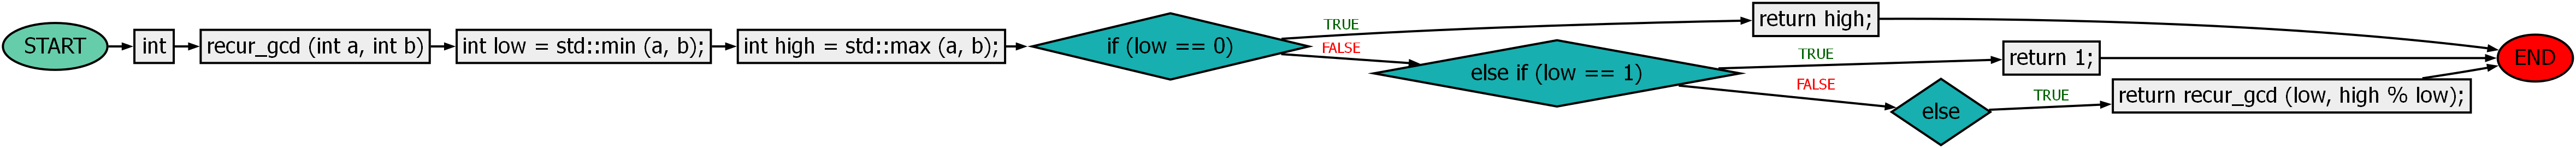 START
int
recur_gcd (int a, int b)
int low = std::min (a, b);
int high = std::max (a, b);
if (low == 0)
TRUE
FALSE
return high;
else if (low == 1)
TRUE
FALSE
return 1;
else
TRUE
return recur_gcd (low, high % low);
END